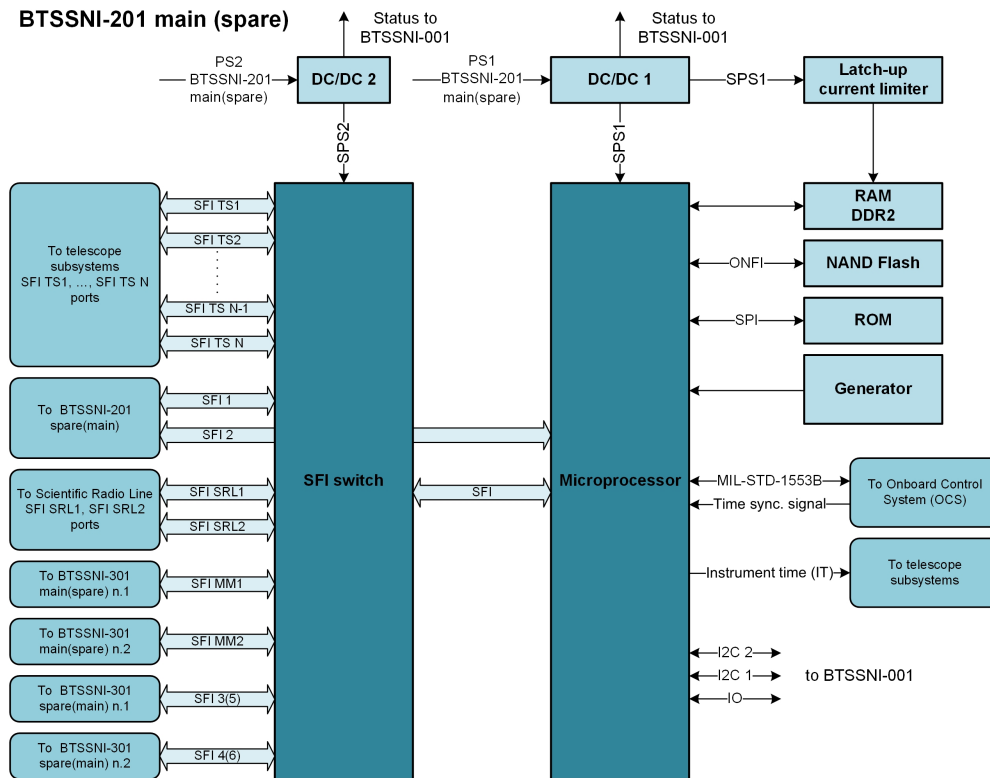 BTSSNI-201 main (spare)
Status to
BTSSNI-001
Status to
BTSSNI-001
PS2
BTSSNI-201
main(spare)
DC/DC 2
PS1
BTSSNI-201
main(spare)
DC/DC 1
SPS1
Latch-up
current limiter
SPS2
SPS1
To telescope
subsystems
SFI TS1, ..., SFI TS N
ports
SFI TS1
SFI TS2
SFI TS N-1
SFI TS N
To BTSSNI-201
spare(main)
SFI 1
SFI 2
To Scientific Radio Line
SFI SRL1, SFI SRL2
ports
SFI SRL1
SFI SRL2
To BTSSNI-301
main(spare) n.1
SFI MM1
To BTSSNI-301
main(spare) n.2
SFI MM2
To BTSSNI-301
spare(main) n.1
SFI 3(5)
To BTSSNI-301
spare(main) n.2
SFI 4(6)
SFI switch
SFI
Microprocessor
RAM
DDR2
ONFI
NAND Flash
SPI
ROM
Generator
MIL-STD-1553B
Time sync. signal
To Onboard Control
System (OCS)
Instrument time (IT)
To telescope
subsystems
I2C 2
I2C 1
IO
to BTSSNI-001